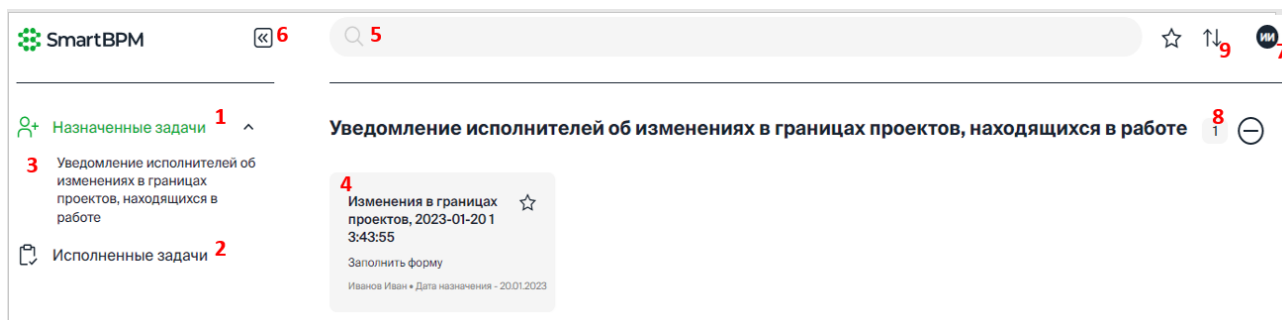 SmartBPM 6 5 9 ИИ 7
Назначенные задачи 1
3 Уведомление исполнителей об
изменениях в границах
проектов, находящихся в
работе
Исполненные задачи 2
Уведомление исполнителей об изменениях в границах проектов, находящихся в работе 8
1
4
Изменения в границах
проектов, 2023-01-20 1
3:43:55
Заполнить форму
Иванов Иван • Дата назначения - 20.01.2023